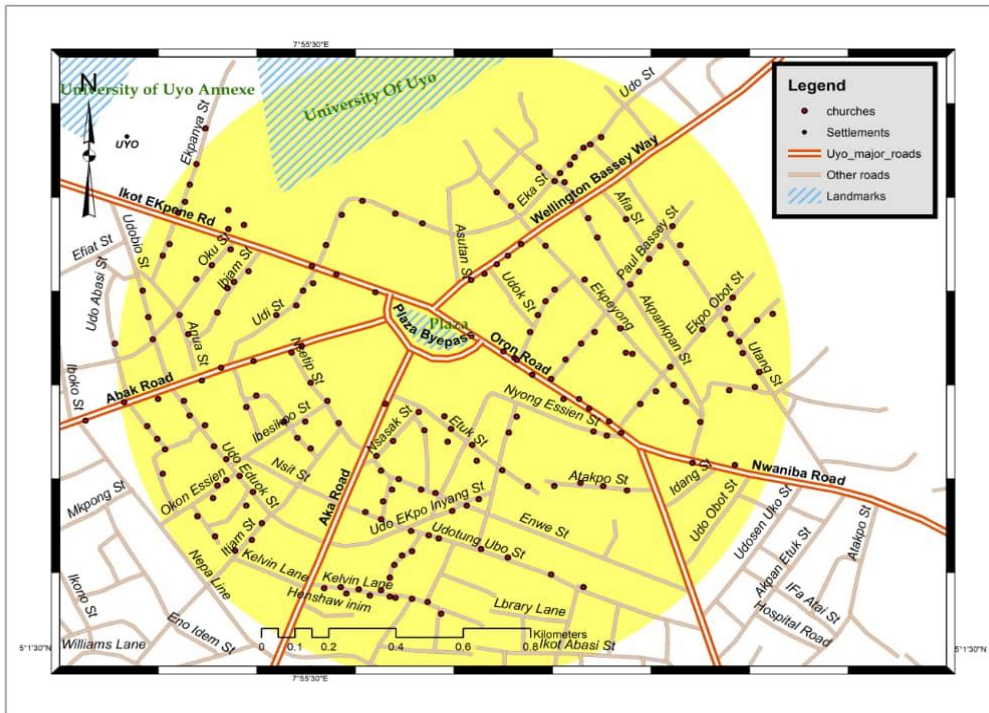 7°55'30"E
N
University of Uyo Annexe
University Of Uyo
UYO
Ekpanya St
Udo St
Legend
churches
Settlements
Uyo_major_roads
Other roads
Landmarks
Ikot EKpene Rd
Wellington Bassey Way
Eka St
Afia St
Paul Bassey St
Udobio St
Efiat St
Oku St
Ibiam St
Asutan St
Udo Abasi St
Udi St
Udok St
Ekpeyong
Akpankpan St
Ekpo Obot St
Plaza
Plaza Byepass
Oron Road
Utang St
Anua St
Abak Road
Iboko St
Nsetip St
Nyong Essien St
Ibesikpo St
Nsasak St
Etuk St
Nsit St
Udo Eduok St
Okon Essien
Aka Road
Atakpo St
Idang St
Nwaniba Road
Mkpong St
Udo EKpo Inyang St
Udo Obot St
Udosen Uko St
Atakpo St
Itiam St
Enwe St
Udotung Ubo St
Akpan Etuk St
Nepa Line
Kelvin Lane
Kelvin Lane
Henshaw inim
Lbrary Lane
IFa Atai St
Hospital Road
Ikono St
Eno Idem St
Williams Lane
Ikot Abasi St
Kilometers
0 0.1 0.2 0.4 0.6 0.8
5°1'30"N
5°1'30"N
7°55'30"E